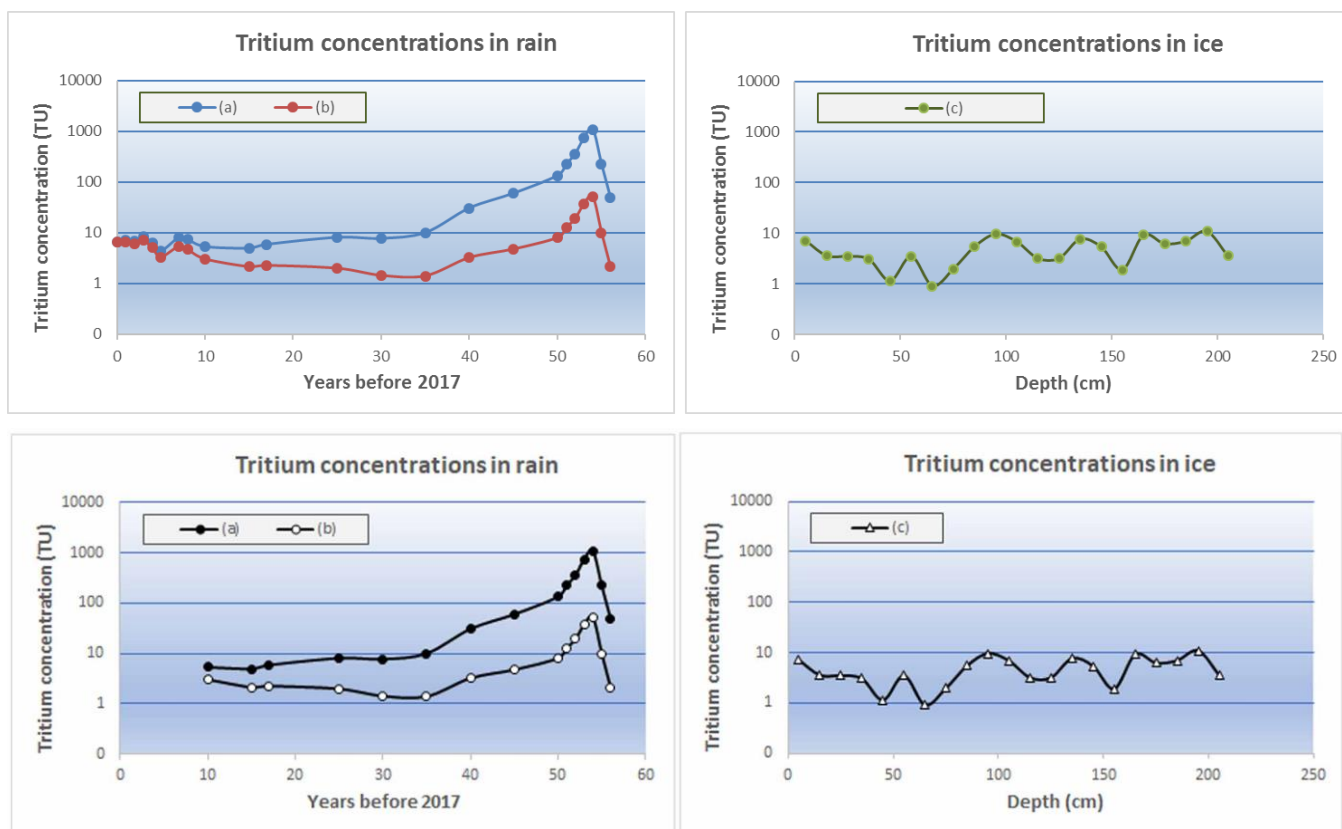 Tritium concentrations in rain
Tritium concentration (TU)
10000
1000
100
10
1
0
(a) (b)
0 10 20 30 40 50 60
Years before 2017
Tritium concentrations in ice
Tritium concentration (TU)
10000
1000
100
10
1
0
(c)
0 50 100 150 200 250
Depth (cm)
Tritium concentrations in rain
Tritium concentration (TU)
10000
1000
100
10
1
0
(a) (b)
0 10 20 30 40 50 60
Years before 2017
Tritium concentrations in ice
Tritium concentration (TU)
10000
1000
100
10
1
0
(c)
0 50 100 150 200 250
Depth (cm)